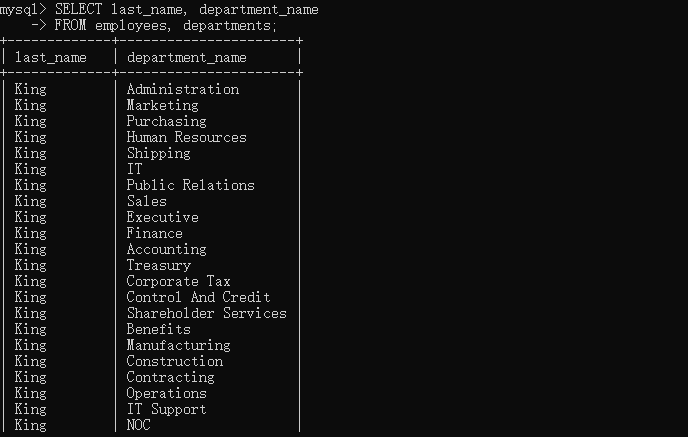 mysql> SELECT last_name, department_name
    -> FROM employees, departments;
+-------------+----------------------+
| last_name   | department_name      |
+-------------+----------------------+
| King        | Administration       |
| King        | Marketing            |
| King        | Purchasing           |
| King        | Human Resources      |
| King        | Shipping             |
| King        | IT                   |
| King        | Public Relations     |
| King        | Sales                |
| King        | Executive            |
| King        | Finance              |
| King        | Accounting           |
| King        | Treasury             |
| King        | Corporate Tax        |
| King        | Control And Credit   |
| King        | Shareholder Services |
| King        | Benefits             |
| King        | Manufacturing        |
| King        | Construction         |
| King        | Contracting          |
| King        | Operations           |
| King        | IT Support           |
| King        | NOC                  |